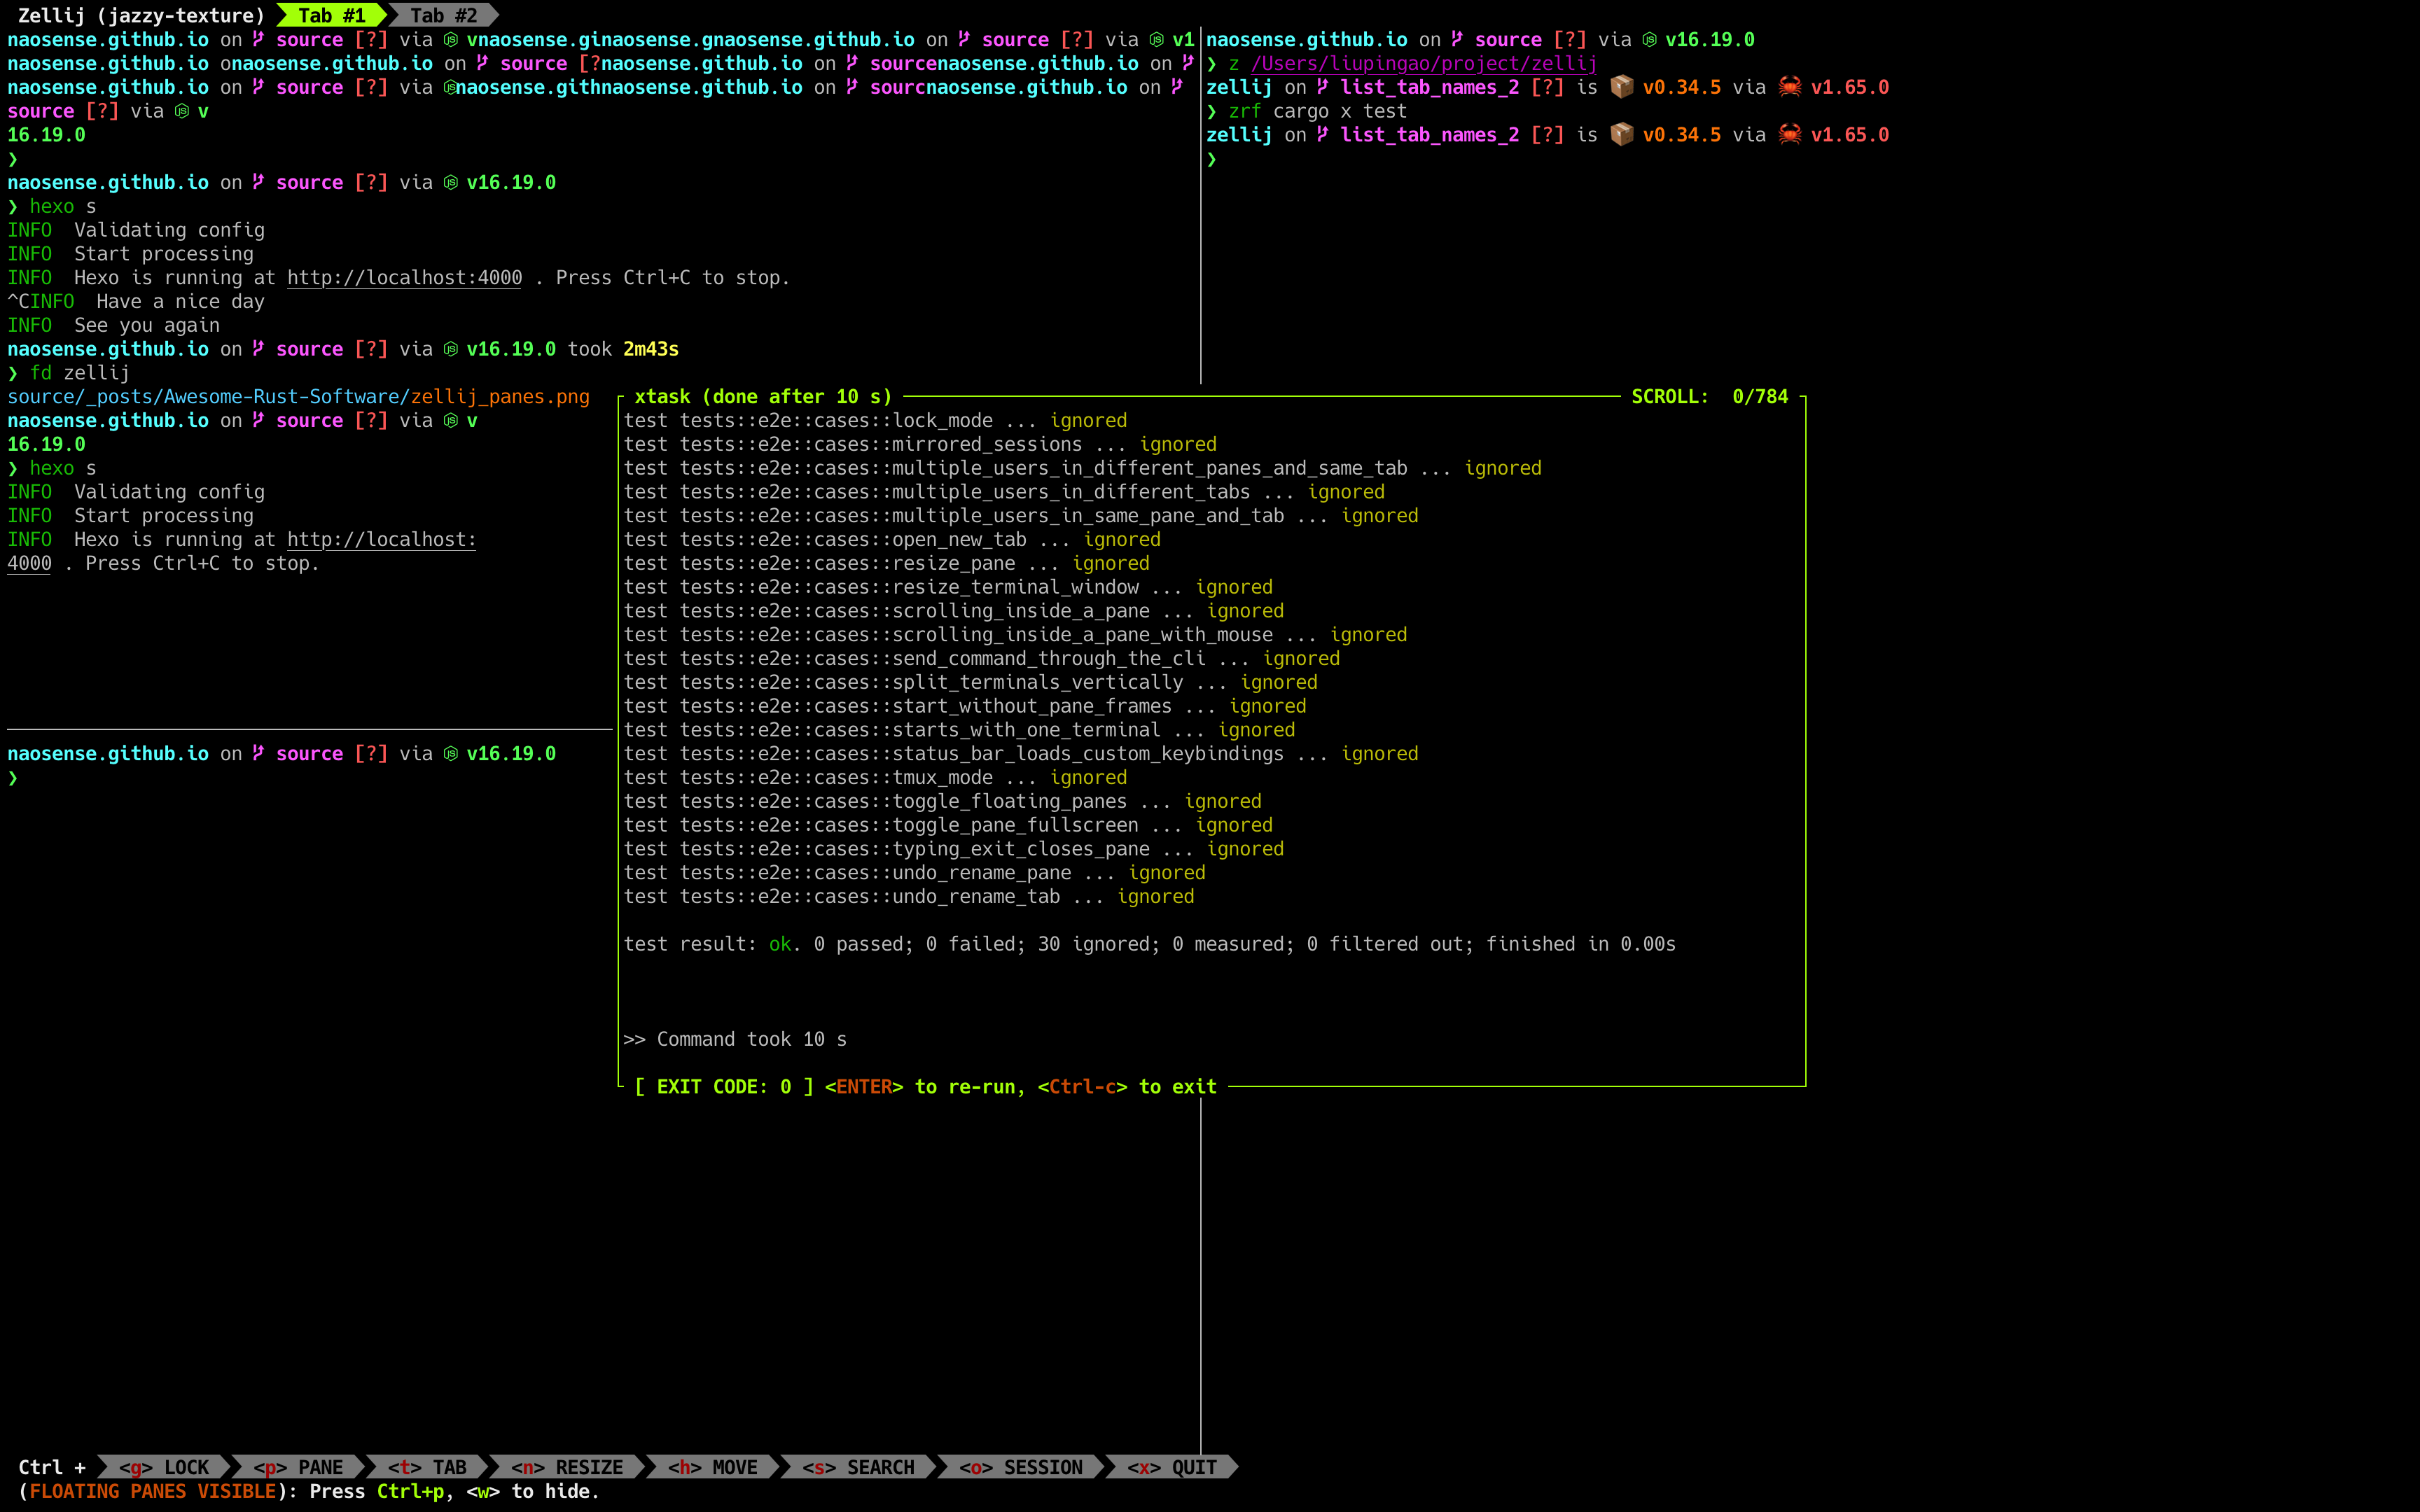 Zellij (jazzy-texture) Tab #1 Tab #2
naosense.github.io on source [?] via vnaosense.ginaosense.gnaosense.github.io on source [?] via v1
naosense.github.io onaosense.github.io on source [?naosense.github.io on sourcenaosense.github.io on
naosense.github.io on source [?] via naosense.githnaosense.github.io on sourcnaosense.github.io on
source [?] via v
16.19.0
❯
naosense.github.io on source [?] via v16.19.0
❯ hexo s
INFO  Validating config
INFO  Start processing
INFO  Hexo is running at http://localhost:4000 . Press Ctrl+C to stop.
^CINFO  Have a nice day
INFO  See you again
naosense.github.io on source [?] via v16.19.0 took 2m43s
❯ fd zellij
source/_posts/Awesome-Rust-Software/zellij_panes.png
naosense.github.io on source [?] via v
16.19.0
❯ hexo s
INFO  Validating config
INFO  Start processing
INFO  Hexo is running at http://localhost:
4000 . Press Ctrl+C to stop.
naosense.github.io on source [?] via v16.19.0
❯
naosense.github.io on source [?] via v16.19.0
❯ z /Users/liupingao/project/zellij
zellij on list_tab_names_2 [?] is 📦 v0.34.5 via 🦀 v1.65.0
❯ zrf cargo x test
zellij on list_tab_names_2 [?] is 📦 v0.34.5 via 🦀 v1.65.0
❯
xtask (done after 10 s) SCROLL:  0/784
test tests::e2e::cases::lock_mode ... ignored
test tests::e2e::cases::mirrored_sessions ... ignored
test tests::e2e::cases::multiple_users_in_different_panes_and_same_tab ... ignored
test tests::e2e::cases::multiple_users_in_different_tabs ... ignored
test tests::e2e::cases::multiple_users_in_same_pane_and_tab ... ignored
test tests::e2e::cases::open_new_tab ... ignored
test tests::e2e::cases::resize_pane ... ignored
test tests::e2e::cases::resize_terminal_window ... ignored
test tests::e2e::cases::scrolling_inside_a_pane ... ignored
test tests::e2e::cases::scrolling_inside_a_pane_with_mouse ... ignored
test tests::e2e::cases::send_command_through_the_cli ... ignored
test tests::e2e::cases::split_terminals_vertically ... ignored
test tests::e2e::cases::start_without_pane_frames ... ignored
test tests::e2e::cases::starts_with_one_terminal ... ignored
test tests::e2e::cases::status_bar_loads_custom_keybindings ... ignored
test tests::e2e::cases::tmux_mode ... ignored
test tests::e2e::cases::toggle_floating_panes ... ignored
test tests::e2e::cases::toggle_pane_fullscreen ... ignored
test tests::e2e::cases::typing_exit_closes_pane ... ignored
test tests::e2e::cases::undo_rename_pane ... ignored
test tests::e2e::cases::undo_rename_tab ... ignored
test result: ok. 0 passed; 0 failed; 30 ignored; 0 measured; 0 filtered out; finished in 0.00s
>> Command took 10 s
[ EXIT CODE: 0 ] <ENTER> to re-run, <Ctrl-c> to exit
Ctrl + <g> LOCK <p> PANE <t> TAB <n> RESIZE <h> MOVE <s> SEARCH <o> SESSION <x> QUIT
(FLOATING PANES VISIBLE): Press Ctrl+p, <w> to hide.